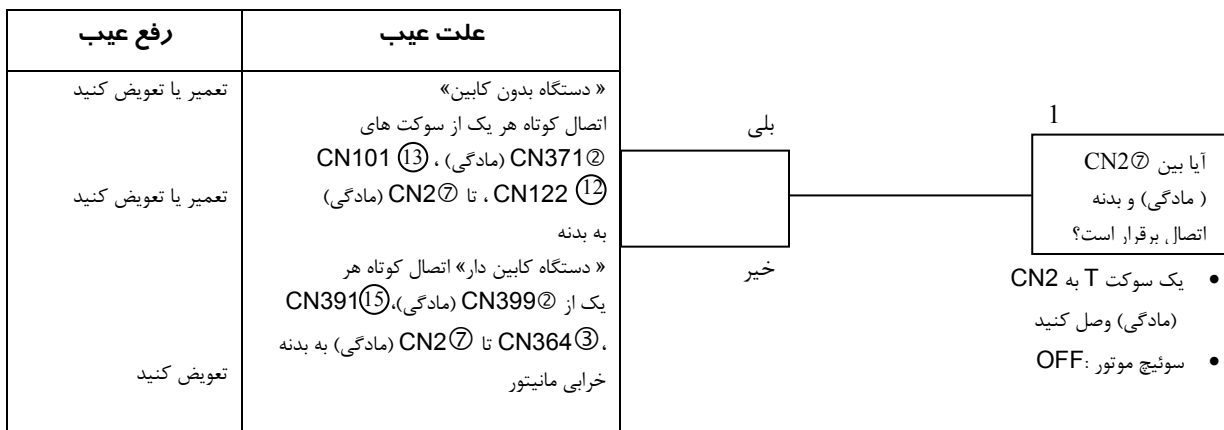 1
آیا بین CN2⑦
( مادگی) و بدنه
اتصال برقرار است؟
• یک سوکت T به CN2
(مادگی) وصل کنید
• سوئیچ موتور :OFF
بلی
خیر
علت عیب
« دستگاه بدون کابین»
اتصال کوتاه هر یک از سوکت های
CN371② (مادگی) ، CN101 ⑬
CN122 ⑫ ، تا CN2⑦ (مادگی)
به بدنه
« دستگاه کابین دار» اتصال کوتاه هر
یک از CN399② (مادگی)،CN391⑮
، CN364③ تا CN2⑦ (مادگی) به بدنه
خرابی مانیتور
رفع عیب
تعمیر یا تعویض کنید
تعمیر یا تعویض کنید
تعویض کنید